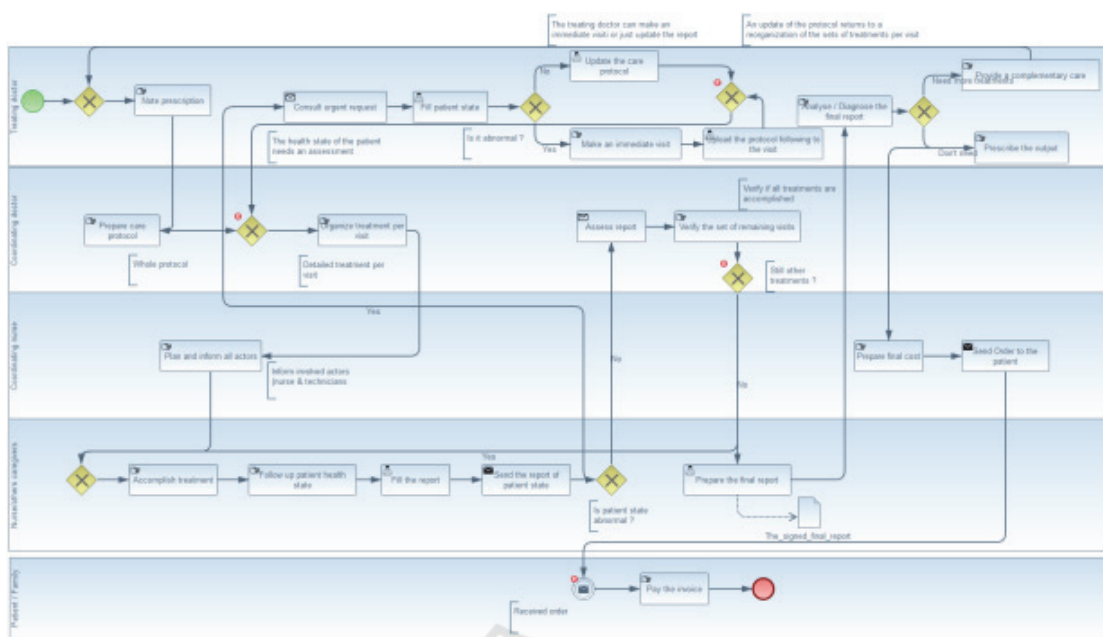 The treating doctor can make an
immediate visiti or just update the report
An update of the protocol returns to a
reorganization of the sets of treatments per visit
Treating doctor
Note prescription
Consult urgent request
Fill patient state
No
Update the care
protocol
Is it abnormal ?
Yes
Make an immediate visit
Upload the protocol following to
the visit
The health state of the patient
needs an assessment
Analyse / Diagnose the
final report
Need more treatments
Provide a complementary care
Don't need
Prescribe the output
Coordinating doctor
Prepare care
protocol
Whole protocol
Organize treatment per
visit
Detailed treatment per
visit
Assess report
Verify the set of remaining visits
Verify if all treatments are
accomplished
Still other
treatments ?
Coordinating nurse
Yes
Plan and inform all actors
Inform involved actors
(nurse & technicians
No
No
Prepare final cost
Send Order to the
patient
Nurse/others caregivers
Accomplish treatment
Follow up patient health
state
Fill the report
Yes
Send the report of
patient state
Is patient state
abnormal ?
Prepare the final report
The_signed_final_report
Patient / Family
Received order
Pay the invoice